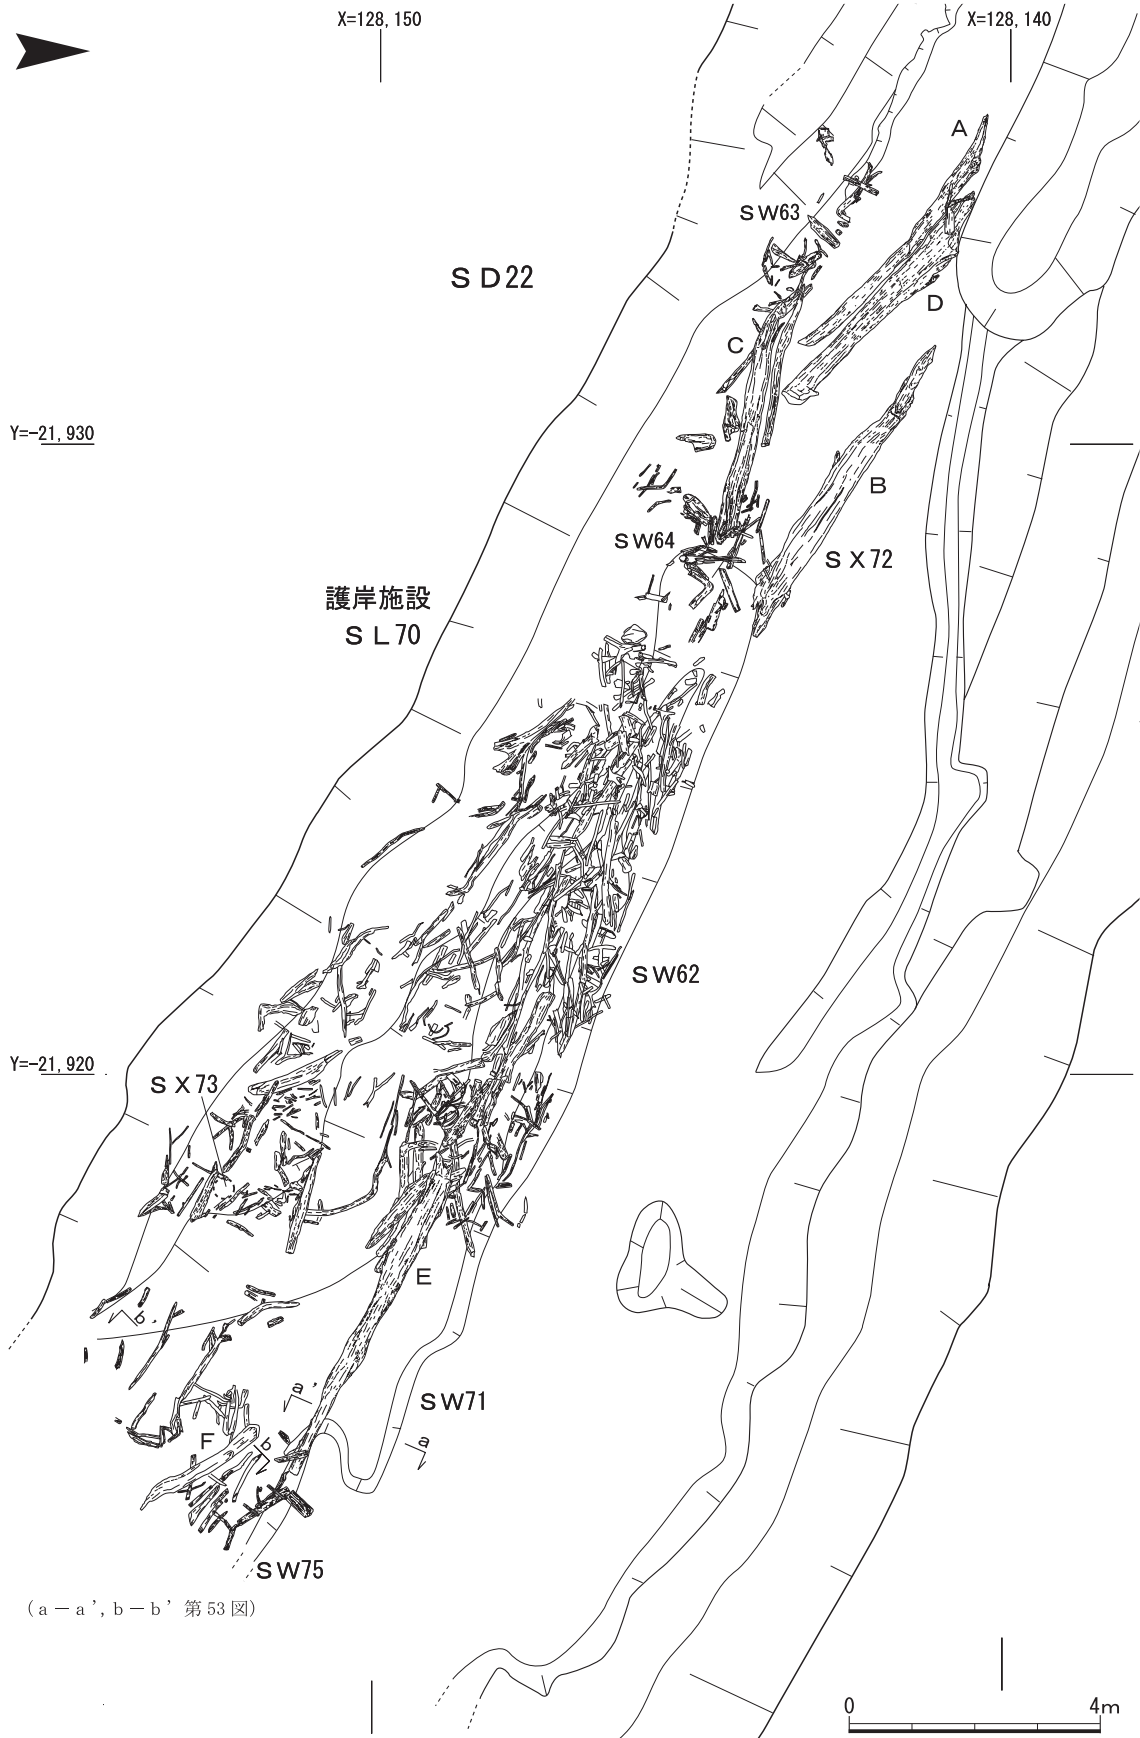 X=128,150
X=128,140
A
SW63
SD22
D
C
Y=-21,930
B
SW64
SX72
護岸施設
SL70
SW62
Y=-21,920
SX73
E
b'
a'
SW71
a
F
b
SW75
(a－a', b－b' 第53図)
0 4m